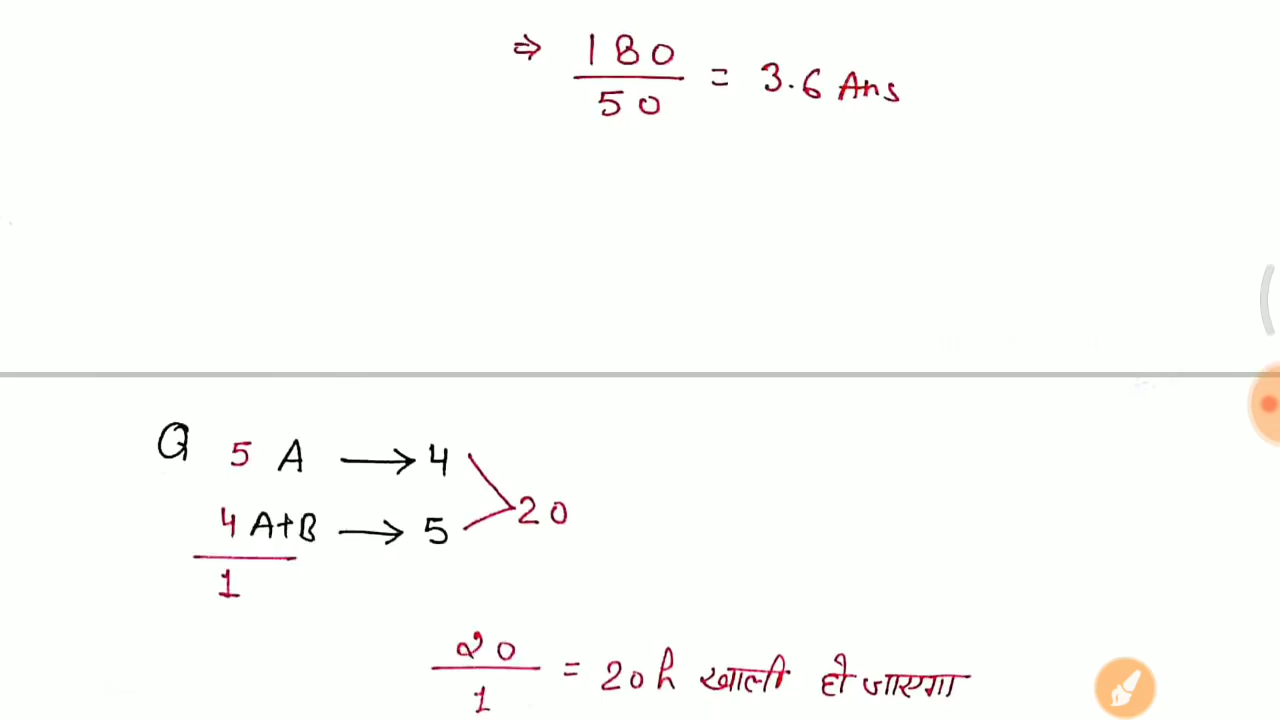 ⇒ 180/50 = 3.6 Ans
Q 5 A → 4
20
4 A+B → 5
1
20/1 = 20h खाली हो जाएगा